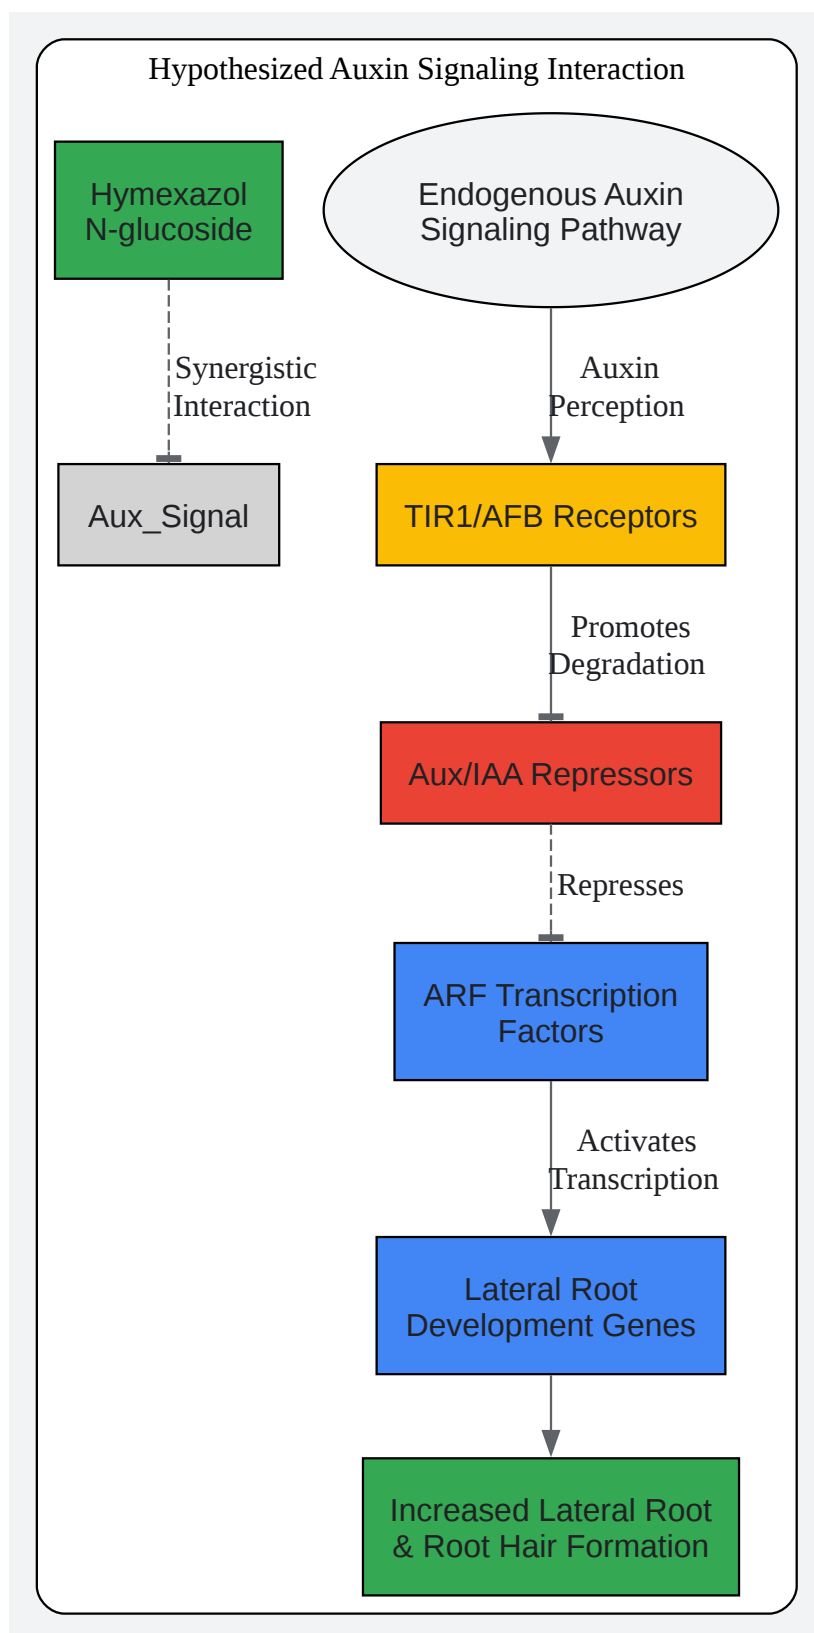 Hypothesized Auxin Signaling Interaction
Hymexazol
N-glucoside
Endogenous Auxin
Signaling Pathway
Synergistic
Interaction
Auxin
Perception
Aux_Signal
TIR1/AFB Receptors
Promotes
Degradation
Aux/IAA Repressors
Represses
ARF Transcription
Factors
Activates
Transcription
Lateral Root
Development Genes
Increased Lateral Root
& Root Hair Formation